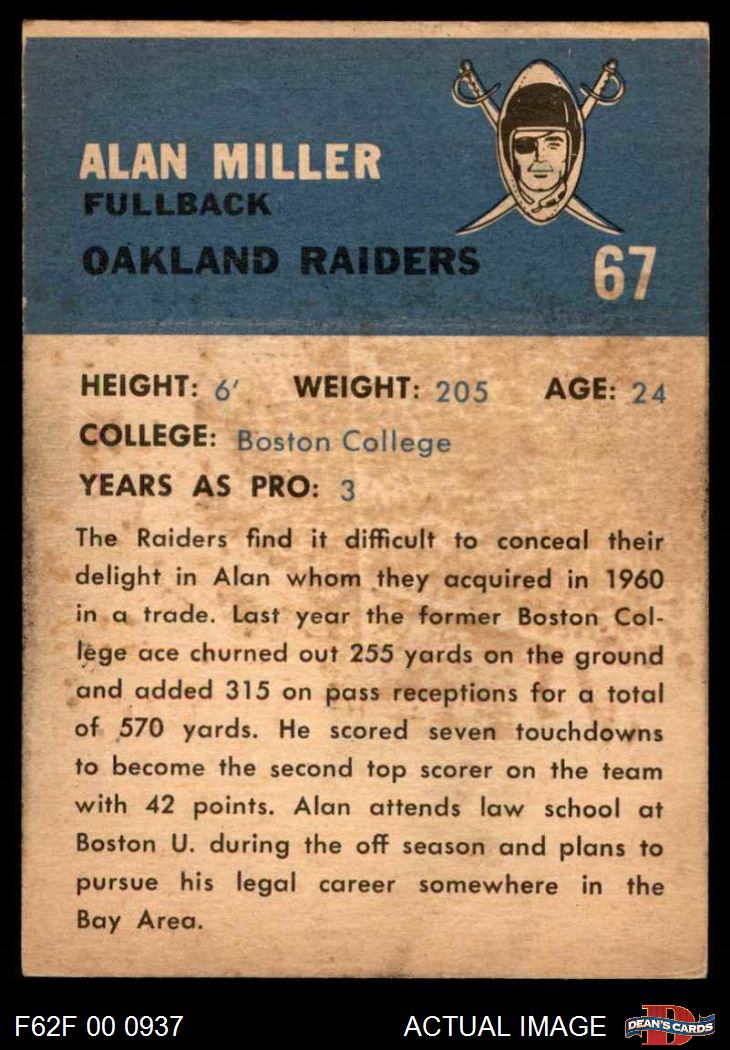 ALAN MILLER
FULLBACK
OAKLAND RAIDERS
67
HEIGHT: 6' WEIGHT: 205 AGE: 24
COLLEGE: Boston College
YEARS AS PRO: 3
The Raiders find it difficult to conceal their
delight in Alan whom they acquired in 1960
in a trade. Last year the former Boston Col-
lege ace churned out 255 yards on the ground
and added 315 on pass receptions for a total
of 570 yards. He scored seven touchdowns
to become the second top scorer on the team
with 42 points. Alan attends law school at
Boston U. during the off season and plans to
pursue his legal career somewhere in the
Bay Area.
F62F 00 0937 ACTUAL IMAGE D DEAN'S CARDS